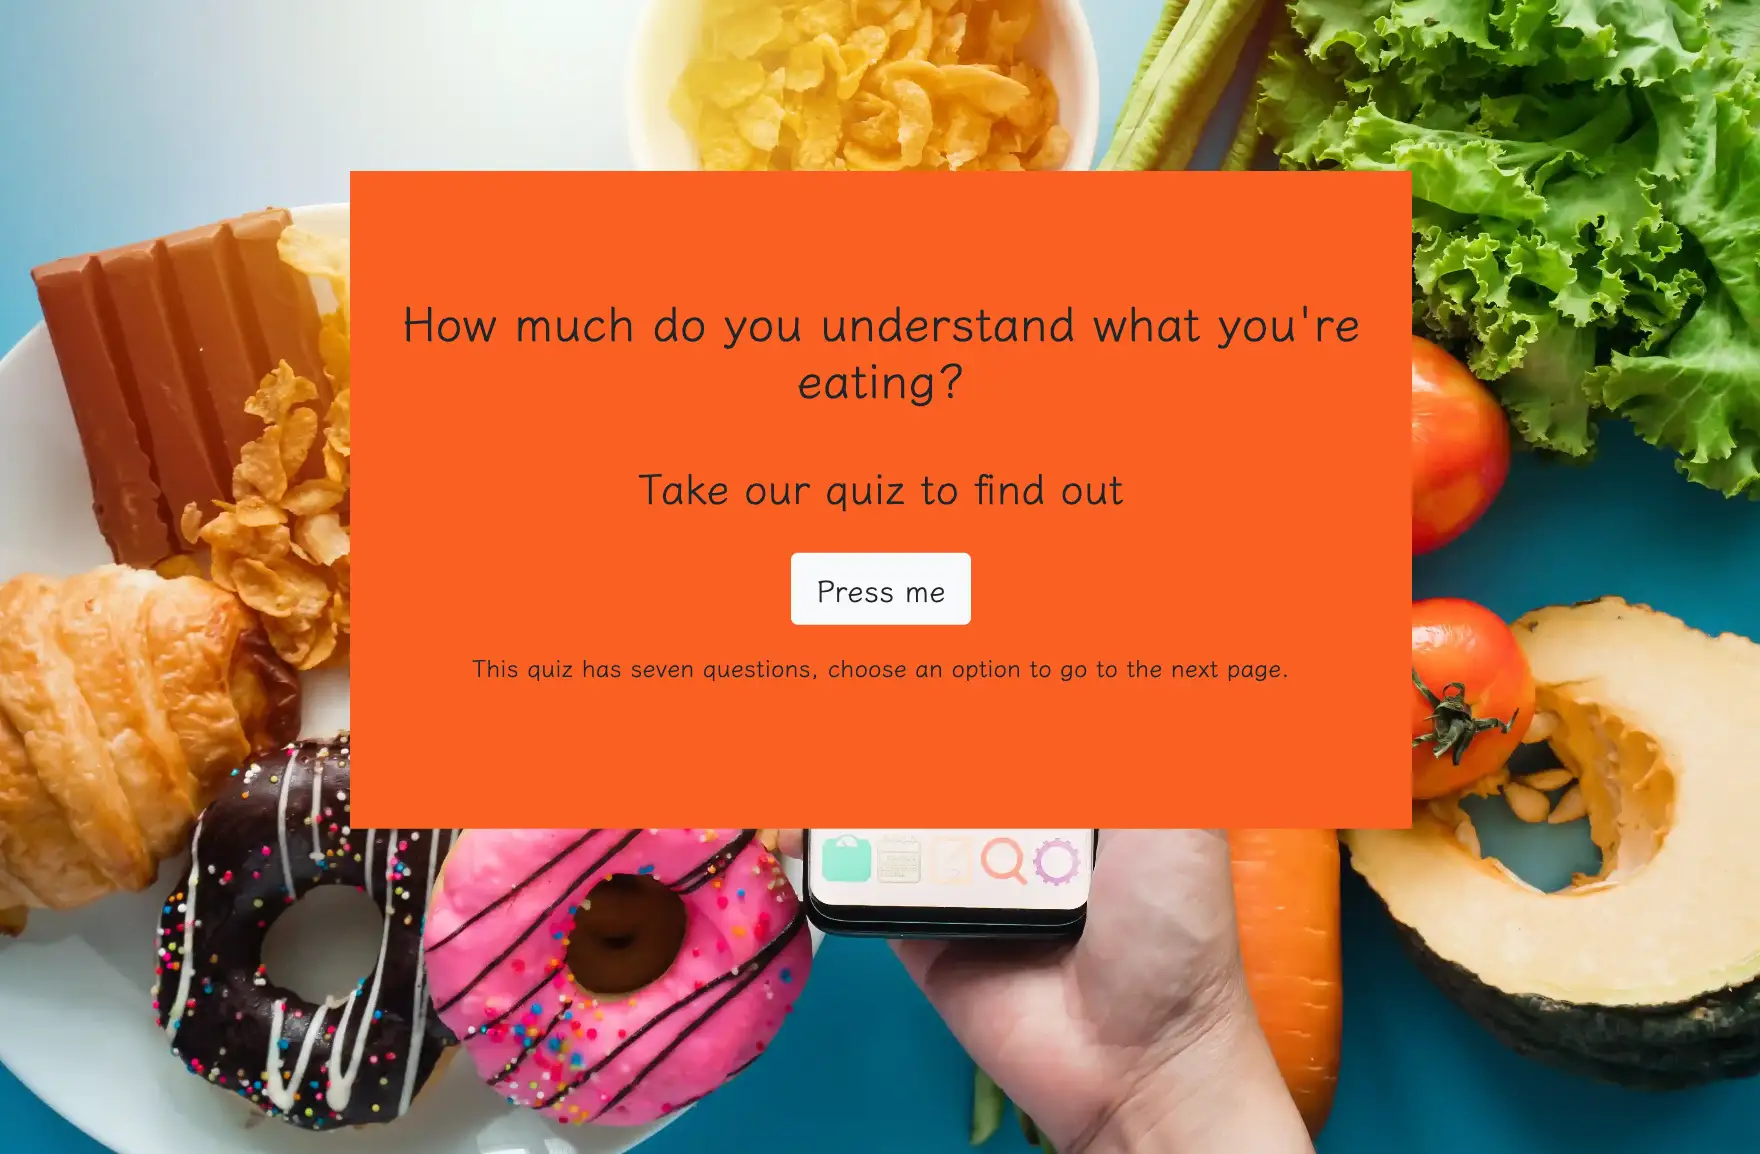 How much do you understand what you're
eating?
Take our quiz to find out
Press me
This quiz has seven questions, choose an option to go to the next page.